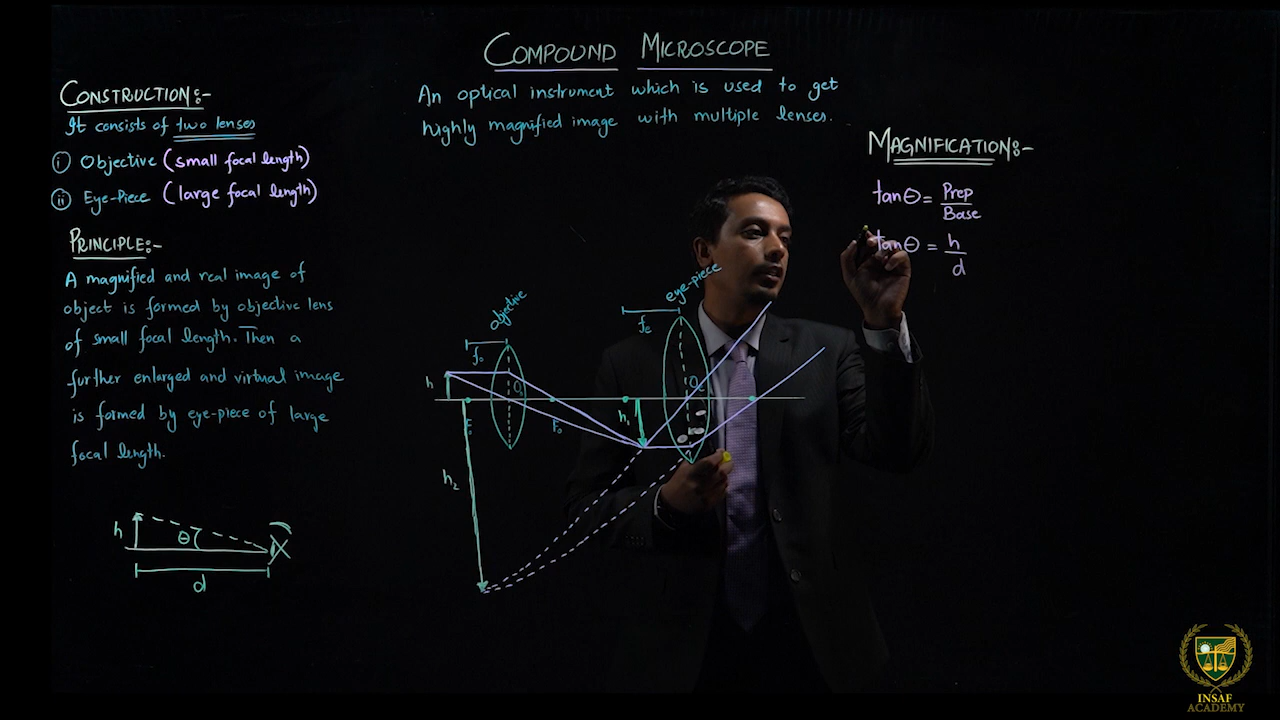 COMPOUND MICROSCOPE
An optical instrument which is used to get
highly magnified image with multiple lenses.
CONSTRUCTION:-
It consists of two lenses
(i) Objective (small focal length)
(ii) Eye-Piece (large focal length)
PRINCIPLE:-
A magnified and real image of
object is formed by objective lens
of small focal length. Then a
further enlarged and virtual image
is formed by eye-piece of large
focal length.
h
θ
d
Objective
fo
h
Fo
Fo
h1
h2
eye-piece
fe
MAGNIFICATION:-
tanθ = Prep
Base
tanθ = h
d
INSAF
ACADEMY